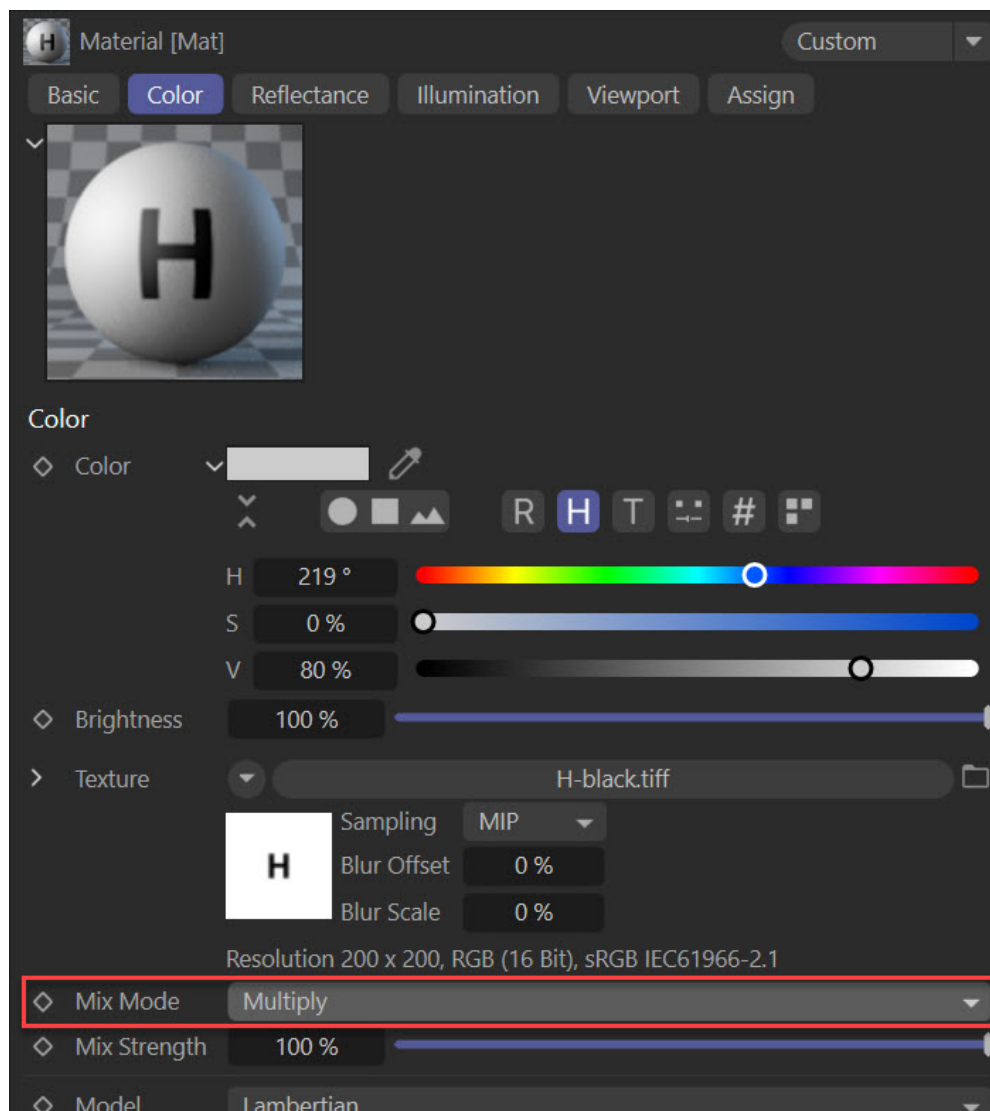 H Material [Mat] Custom
Basic Color Reflectance Illumination Viewport Assign
H
Color
Color
R H T #
H 219 °
S 0 %
V 80 %
Brightness 100 %
Texture H-black.tiff
Sampling MIP
H
Blur Offset 0 %
Blur Scale 0 %
Resolution 200 x 200, RGB (16 Bit), sRGB IEC61966-2.1
Mix Mode Multiply
Mix Strength 100 %
Model Lambertian